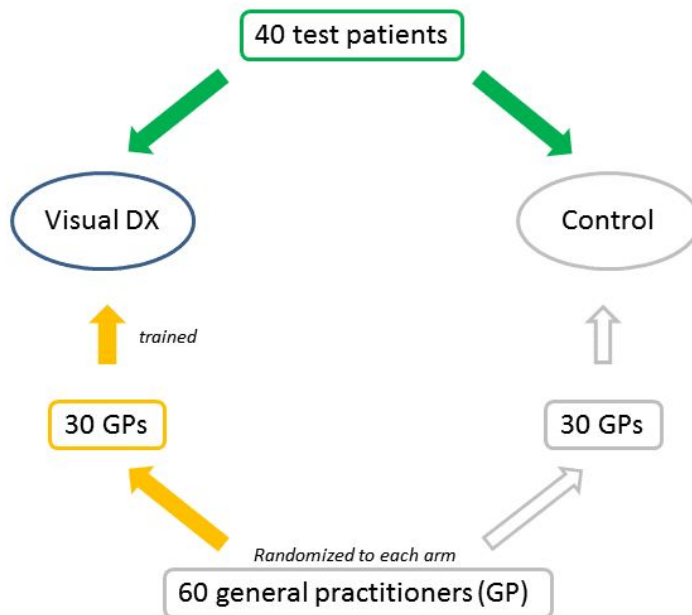 40 test patients
Visual DX
Control
trained
30 GPs
30 GPs
Randomized to each arm
60 general practitioners (GP)